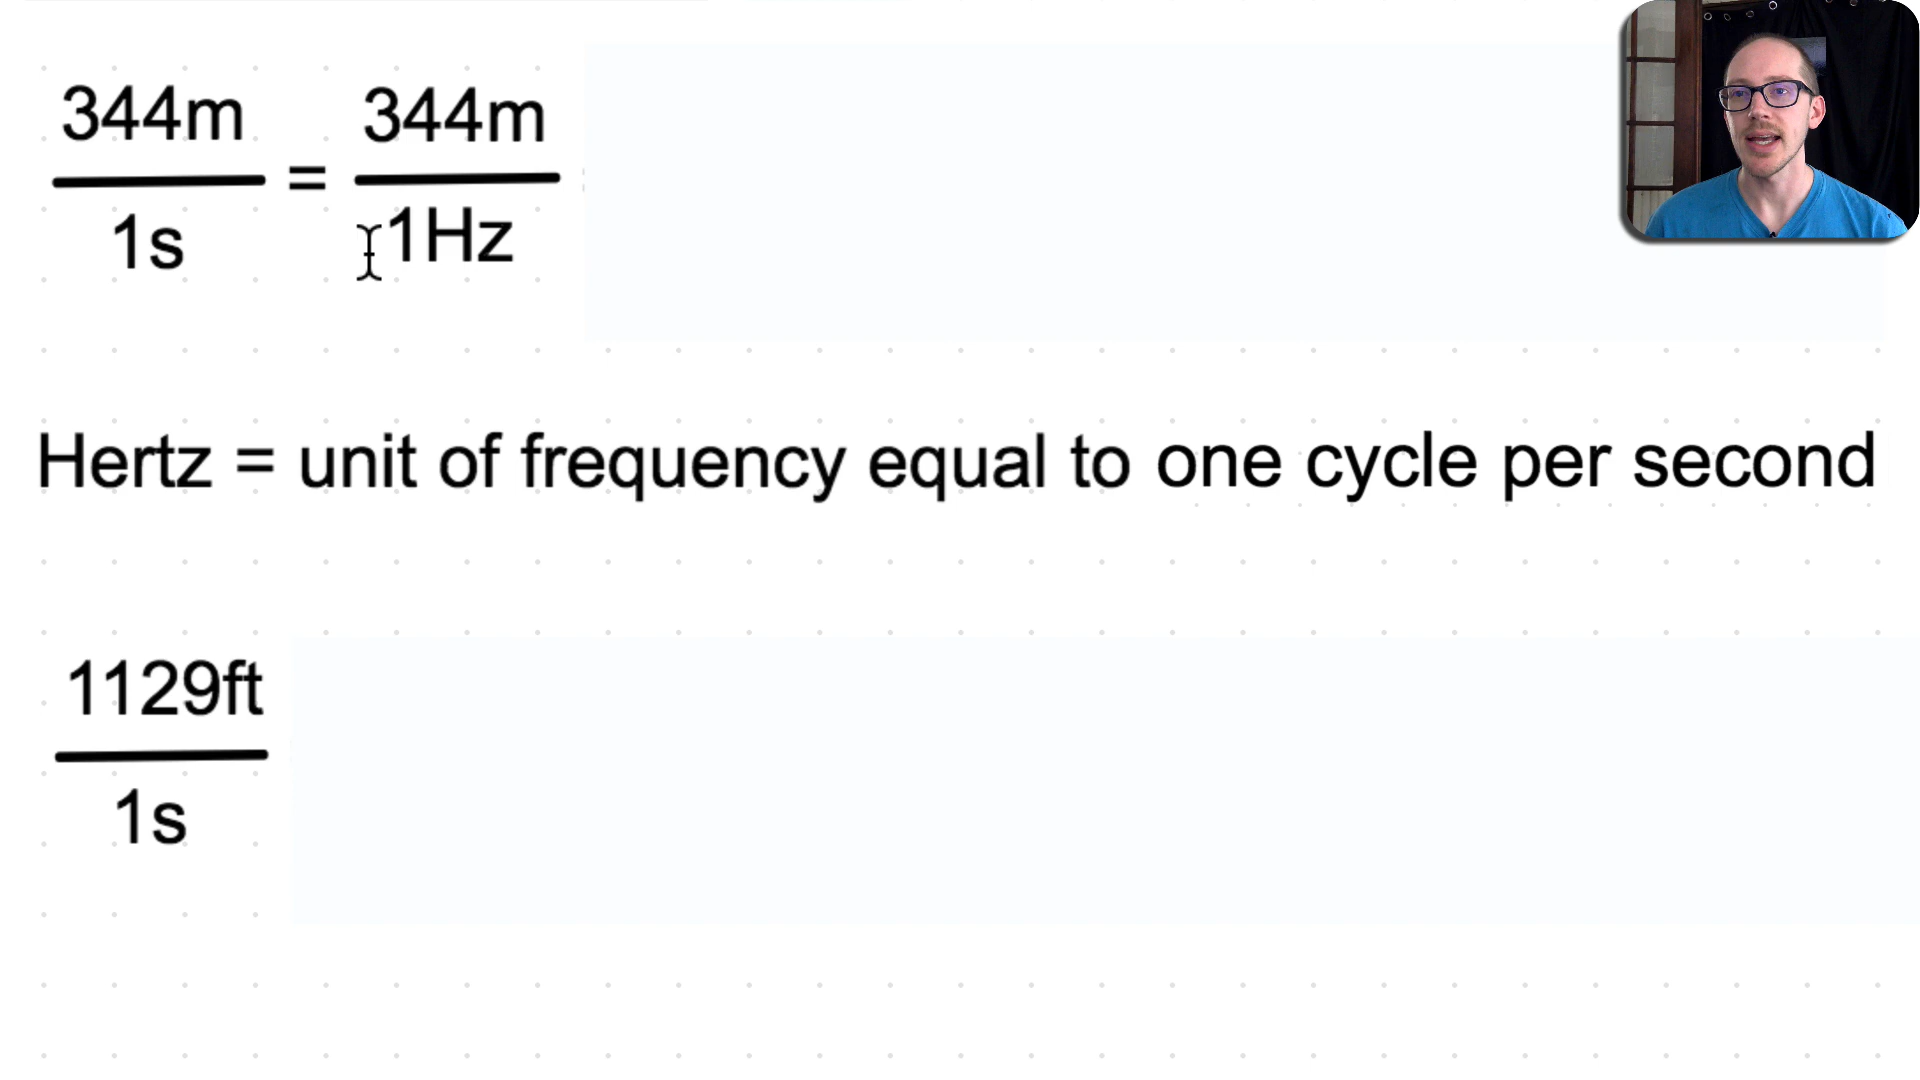 344m = 344m
1s 1Hz
Hertz = unit of frequency equal to one cycle per second
1129ft
1s